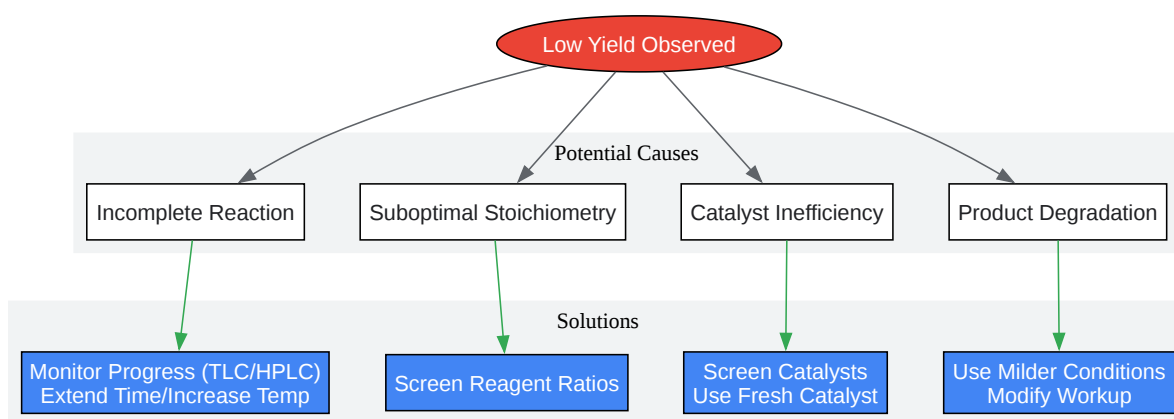 Low Yield Observed
Potential Causes
Incomplete Reaction
Suboptimal Stoichiometry
Catalyst Inefficiency
Product Degradation
Solutions
Monitor Progress (TLC/HPLC)
Extend Time/Increase Temp
Screen Reagent Ratios
Screen Catalysts
Use Fresh Catalyst
Use Milder Conditions
Modify Workup